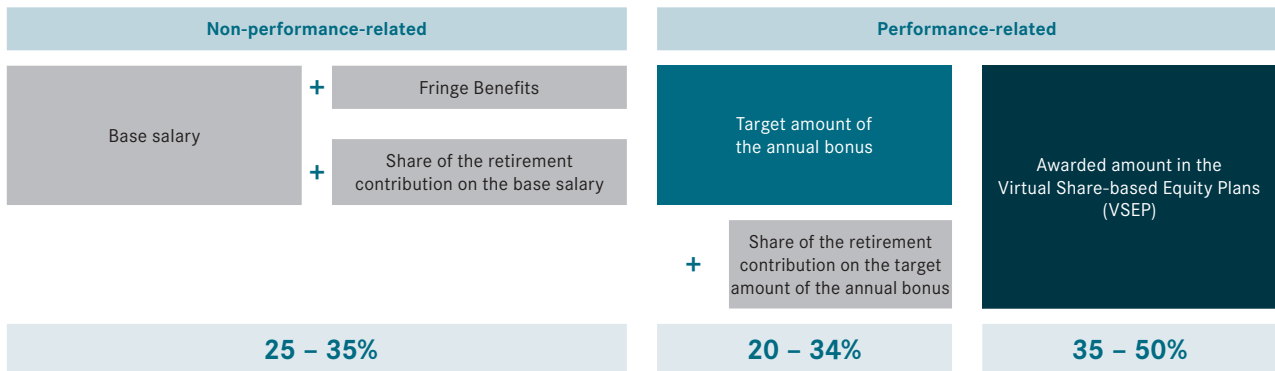 Non-performance-related
Performance-related
Base salary
+
Fringe Benefits
+
Share of the retirement
contribution on the base salary
Target amount of
the annual bonus
+
Share of the retirement
contribution on the target
amount of the annual bonus
Awarded amount in the
Virtual Share-based Equity Plans
(VSEP)
25 – 35%
20 – 34%
35 – 50%